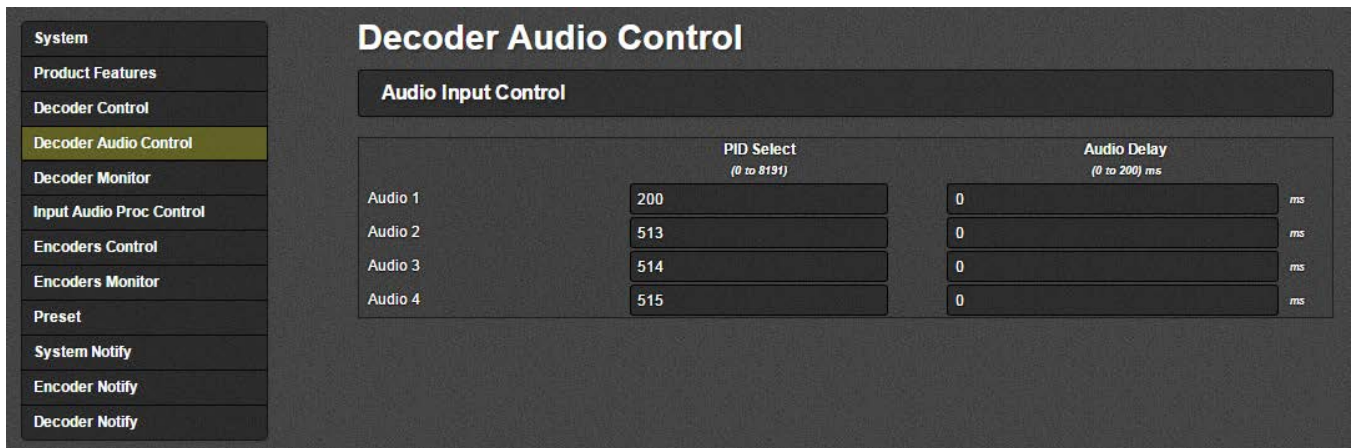 System
Product Features
Decoder Control
Decoder Audio Control
Decoder Monitor
Input Audio Proc Control
Encoders Control
Encoders Monitor
Preset
System Notify
Encoder Notify
Decoder Notify
Decoder Audio Control
Audio Input Control
PID Select Audio Delay
(0 to 8191) (0 to 200) ms
Audio 1 200 0 ms
Audio 2 513 0 ms
Audio 3 514 0 ms
Audio 4 515 0 ms